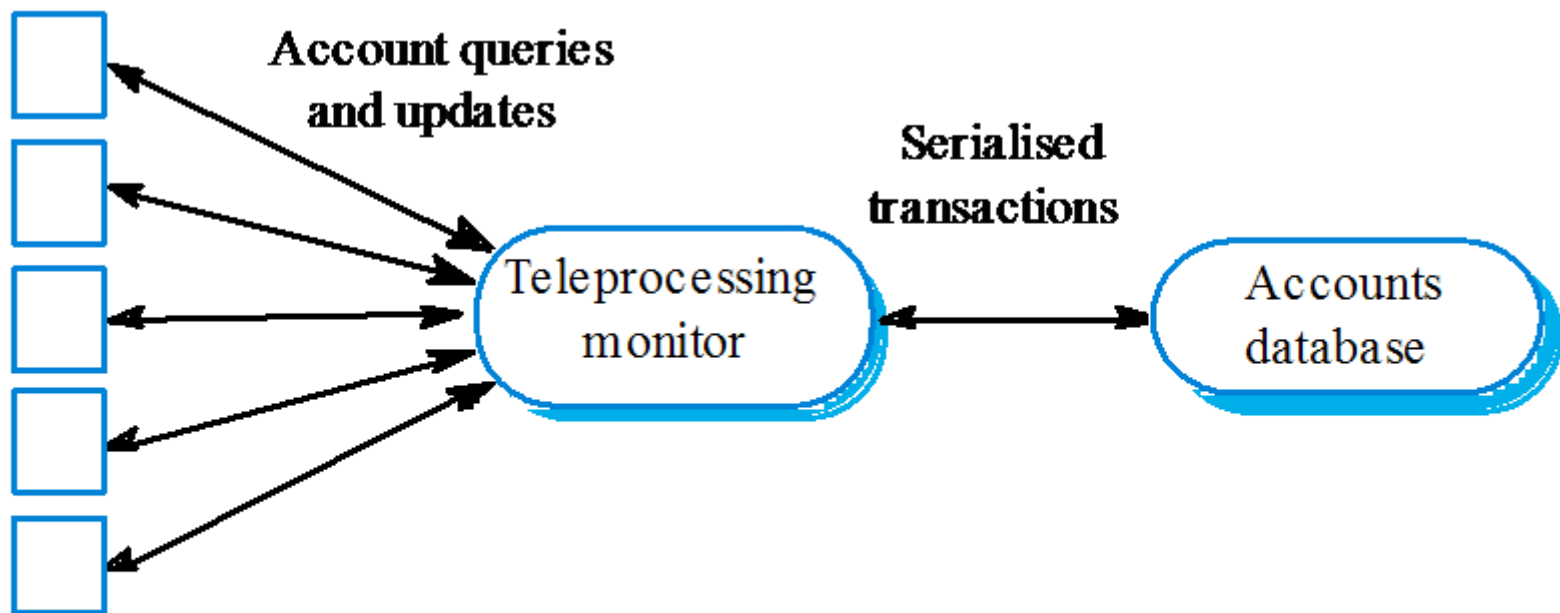 Account queries
and updates
Serialised
transactions
Teleprocessing
monitor
Accounts
database